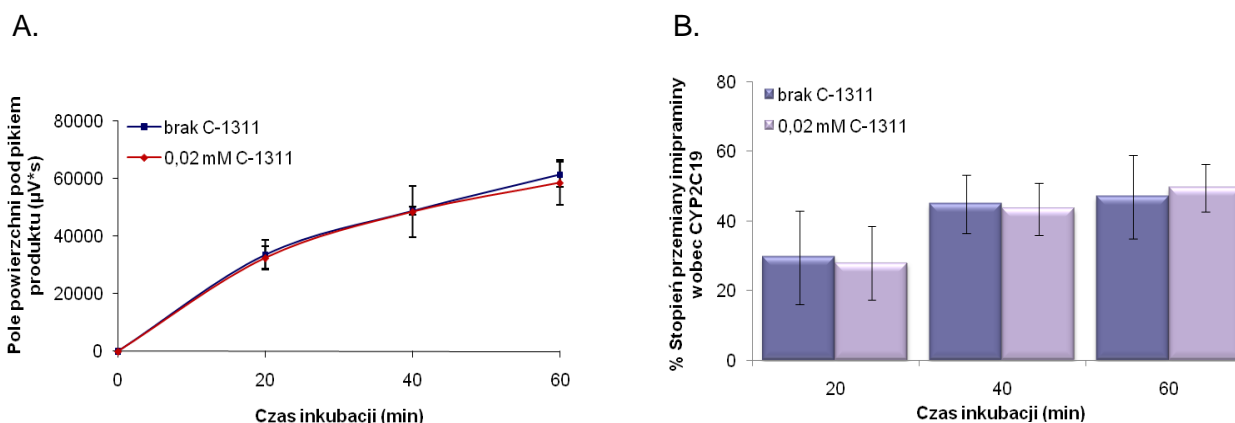 A.
Pole powierzchni pod pikiem
produktu (µV*s)
80000
60000
40000
20000
0
brak C-1311
0,02 mM C-1311
0 20 40 60
Czas inkubacji (min)
B.
% Stopień przemiany imipraminy
wobec CYP2C19
80
60
40
20
0
brak C-1311
0,02 mM C-1311
20 40 60
Czas inkubacji (min)